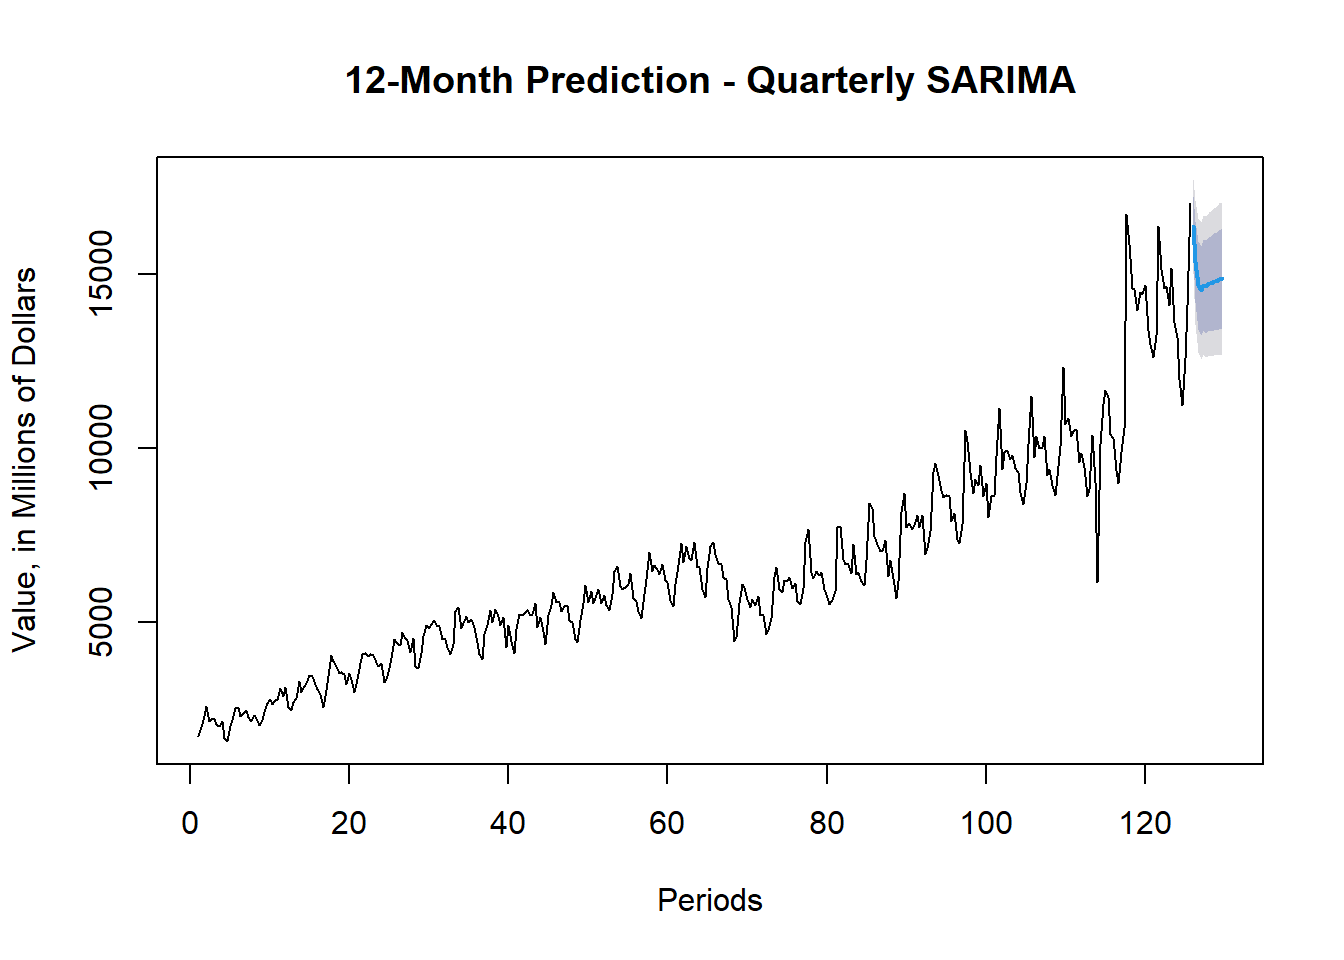 12-Month Prediction - Quarterly SARIMA
Value, in Millions of Dollars
15000
10000
5000
0 20 40 60 80 100 120
Periods